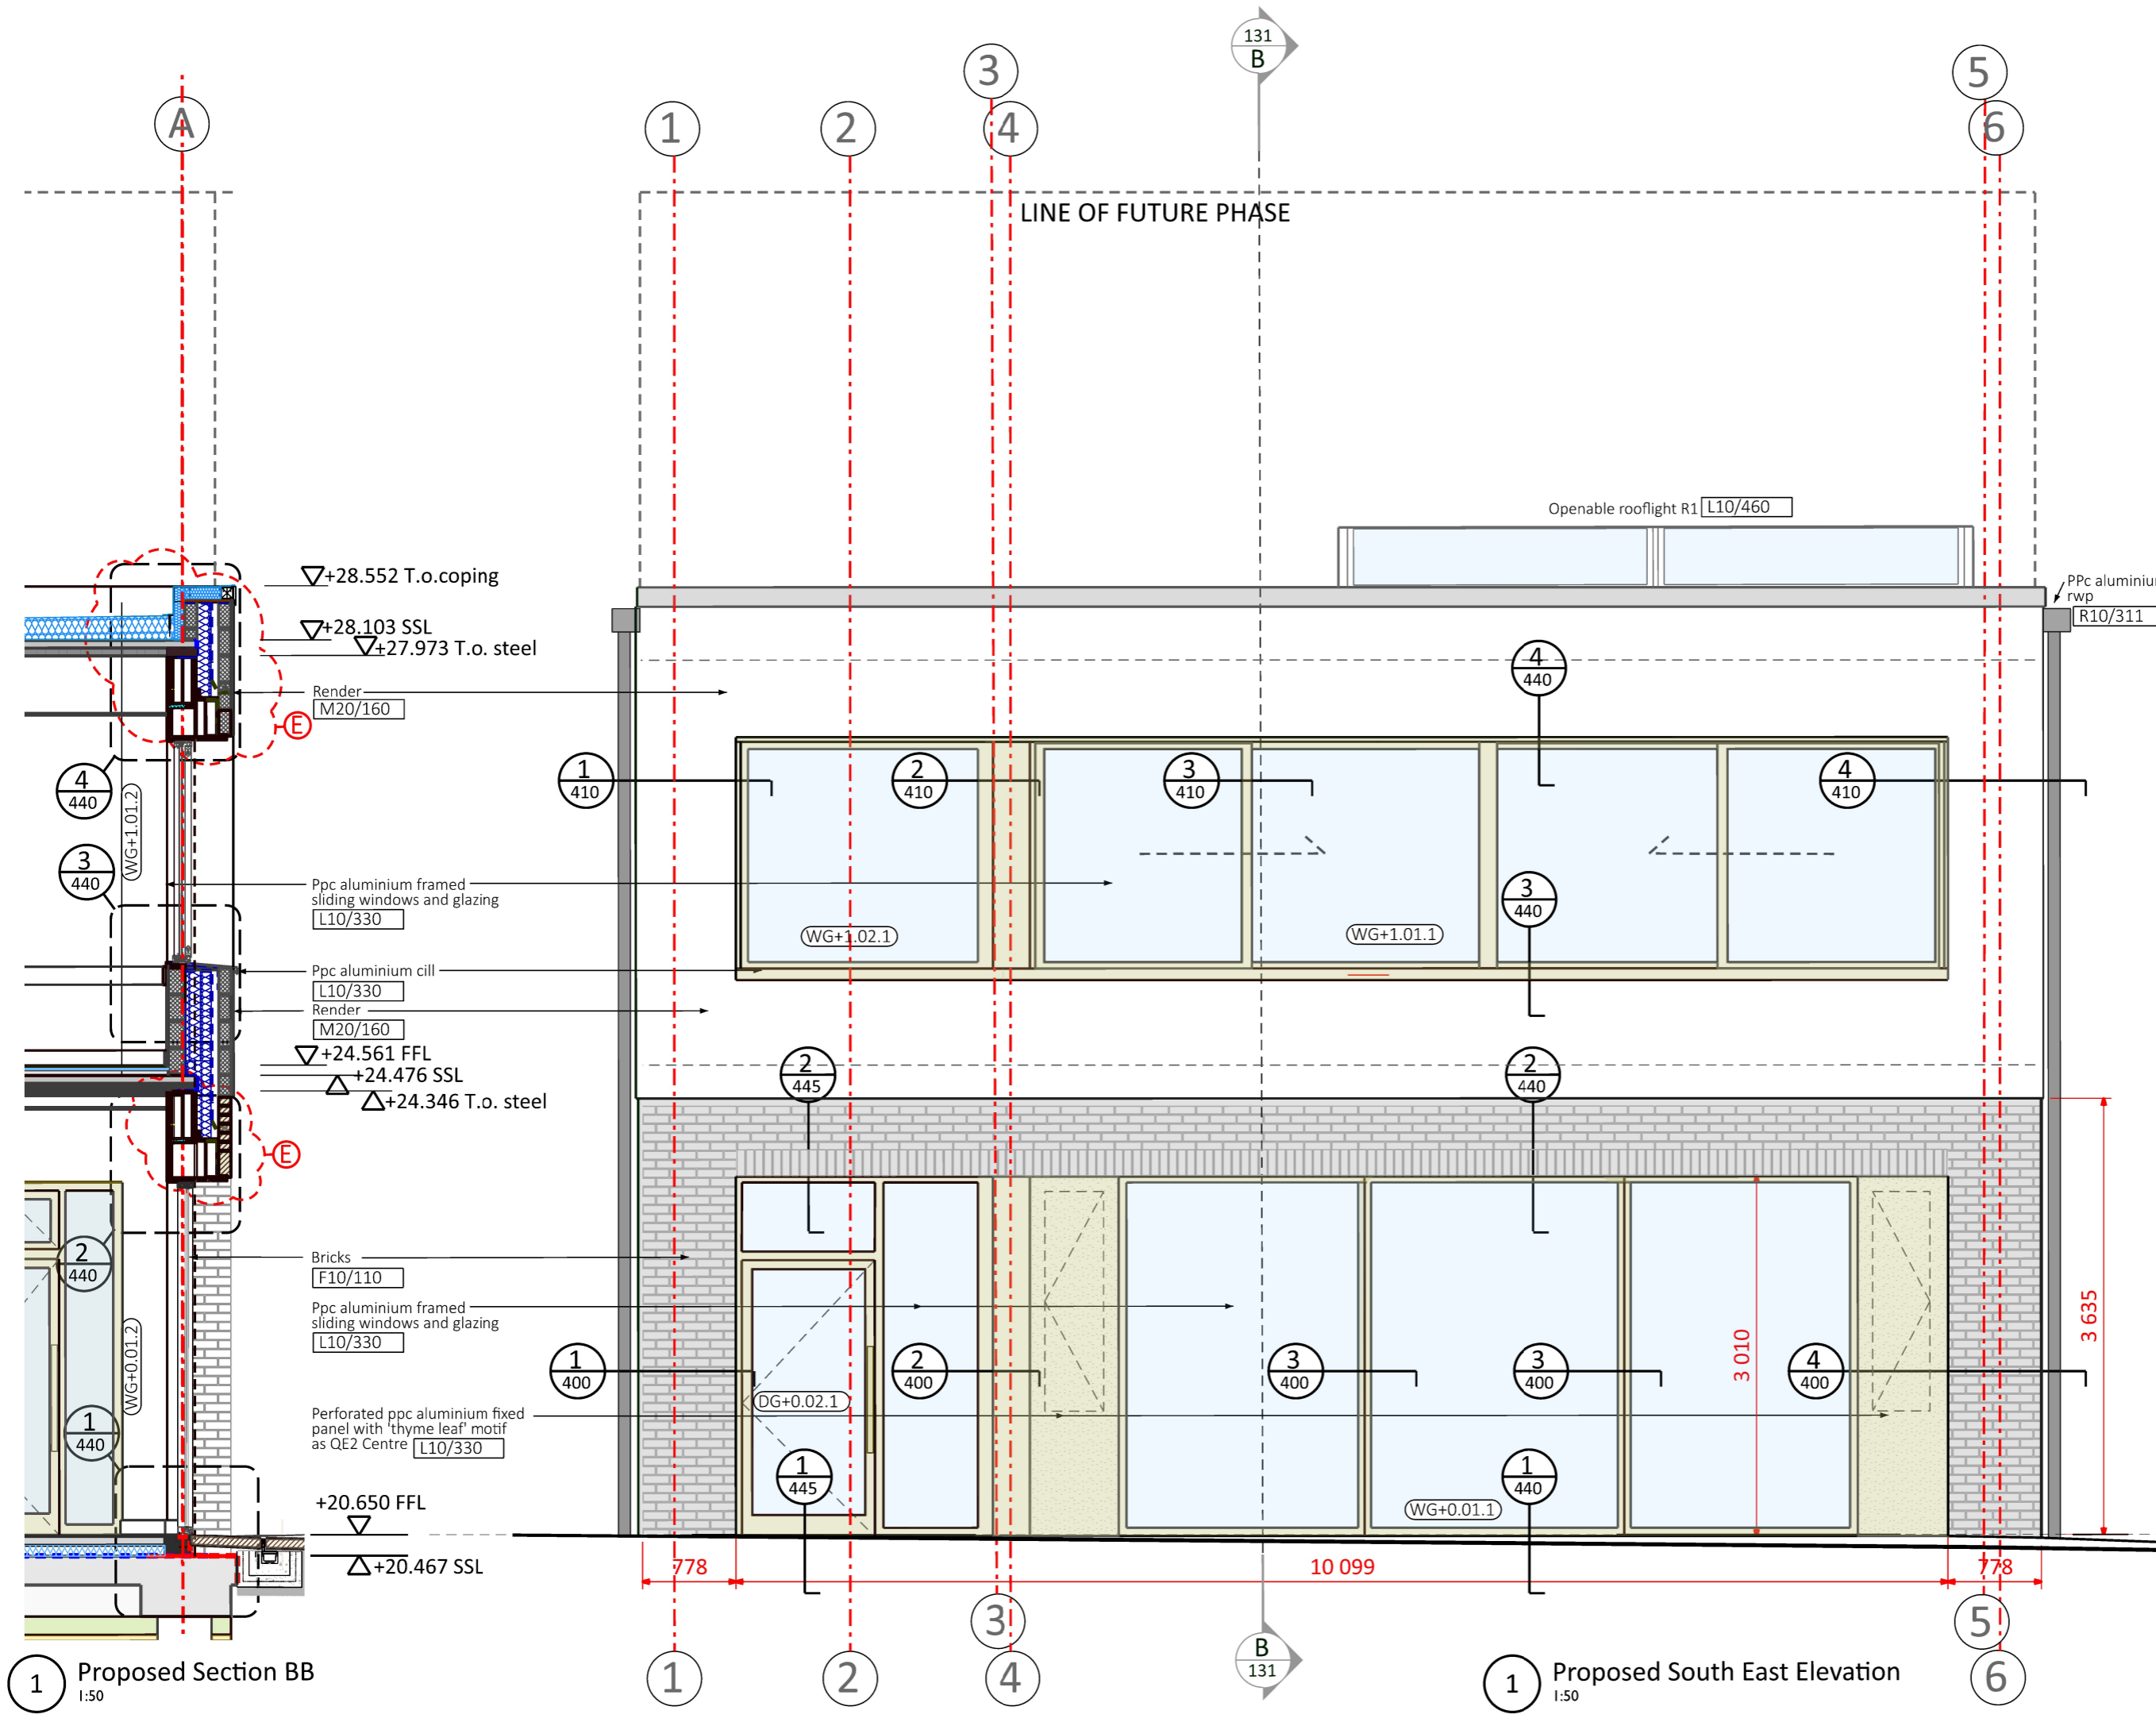 131
B
3
5
A
1
2
4
6
LINE OF FUTURE PHASE
Openable rooflight R1 L10/460
+28.552 T.o.coping
PPc aluminiu
rwp
R10/311
+28.103 SSL
+27.973 T.o. steel
Render
M20/160
E
4
440
4
440
1
410
2
410
3
410
4
410
WG+1.01.2
3
440
Ppc aluminium framed
sliding windows and glazing
L10/330
3
440
WG+1.02.1
WG+1.01.1
Ppc aluminium cill
L10/330
Render
M20/160
+24.561 FFL
+24.476 SSL
+24.346 T.o. steel
2
445
2
440
E
2
440
Bricks
F10/110
Ppc aluminium framed
sliding windows and glazing
L10/330
WG+0.01.2
3 635
3 010
1
400
2
400
3
400
3
400
4
400
DG+0.02.1
Perforated ppc aluminium fixed
panel with 'thyme leaf' motif
as QE2 Centre L10/330
1
440
1
445
1
440
WG+0.01.1
+20.650 FFL
+20.467 SSL
778
10 099
778
3
5
B
131
1
2
4
6
1
Proposed Section BB
1:50
1
Proposed South East Elevation
1:50